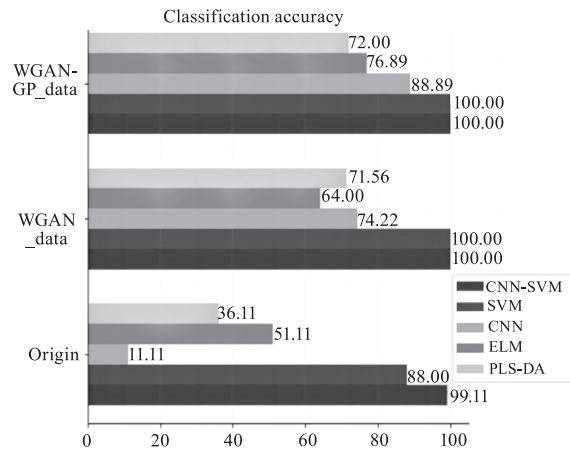 Classification accuracy
WGAN-
GP_data
72.00
76.89
88.89
100.00
100.00
WGAN
_data
71.56
64.00
74.22
100.00
100.00
Origin
36.11
51.11
11.11
88.00
99.11
CNN-SVM
SVM
CNN
ELM
PLS-DA
0 20 40 60 80 100